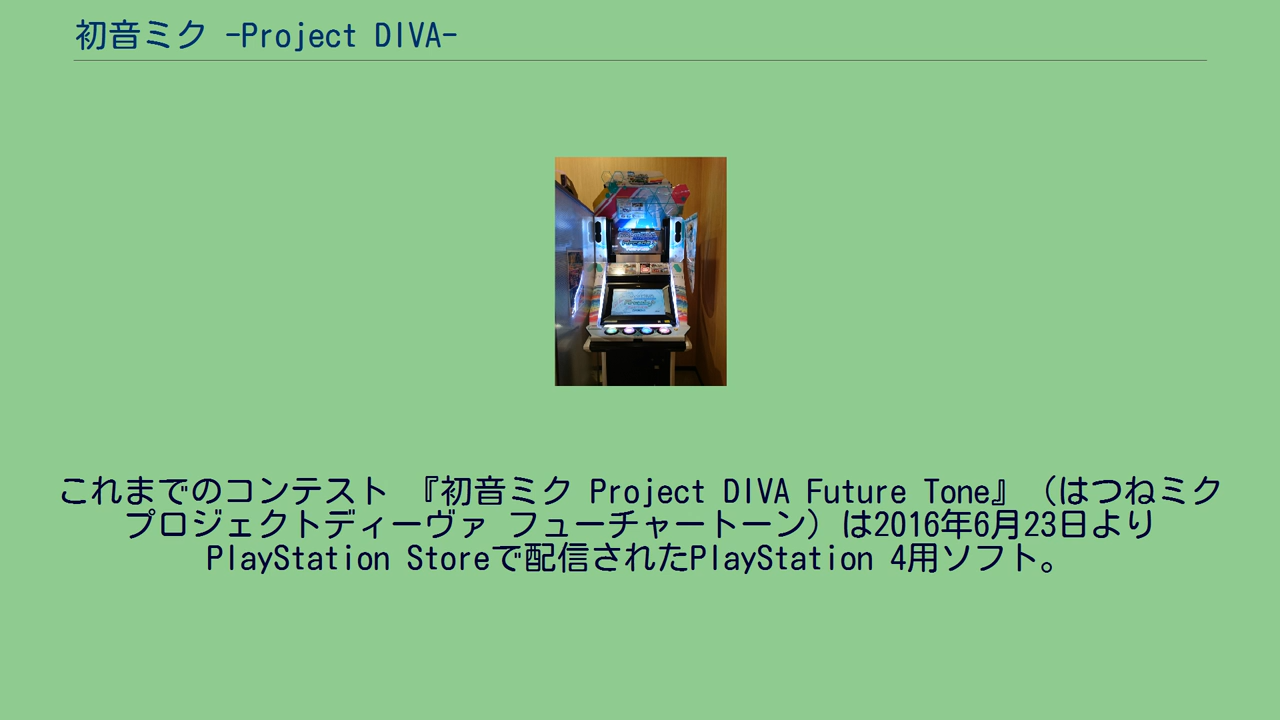 初音ミク -Project DIVA-
これまでのコンテスト 『初音ミク Project DIVA Future Tone』（はつねミク
プロジェクトディーヴァ フューチャートーン）は2016年6月23日より
PlayStation Storeで配信されたPlayStation 4用ソフト。